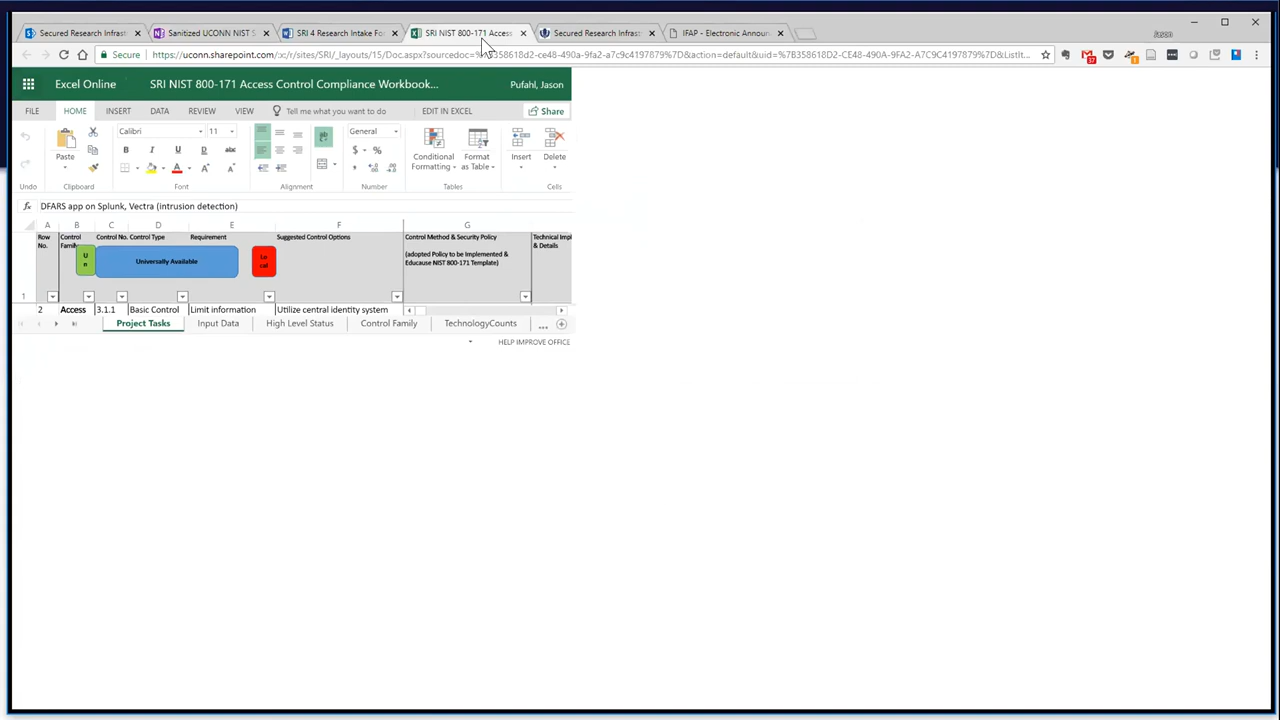 Secured Research Infrast
Sanitized UCONN NIST S
SRI 4 Research Intake Fo
SRI NIST 800-171 Access
Secured Research Infrast
IFAP - Electronic Announ
Jason
Secure
https://uconn.sharepoint.com/:x:/r/sites/SRI/_layouts/15/Doc.aspx?sourcedoc=%7B358618d2-ce48-490a-9fa2-a7c9c4197879%7D&action=default&uid=%7B358618D2-CE48-490A-9FA2-A7C9C4197879%7D&ListIt...
37
1
Excel Online
SRI NIST 800-171 Access Control Compliance Workbook...
Pufahl, Jason
FILE HOME INSERT DATA REVIEW VIEW Tell me what you want to do EDIT IN EXCEL Share
Calibri 11 General
Paste
B I U D abc
$ %
Conditional
Formatting
Format
as Table
Insert
Delete
Undo Clipboard Font Alignment Number Tables Cells
fx DFARS app on Splunk, Vectra (intrusion detection)
A B C D E F G
Row
No.
Control
Family
Control No.
Control Type
Requirement
Suggested Control Options
Control Method & Security Policy
(adopted Policy to be Implemented &
Educause NIST 800-171 Template)
Technical Impl
& Details
U
n
Universally Available
Lo
cal
1
2 Access 3.1.1 Basic Control Limit information Utilize central identity system
Project Tasks Input Data High Level Status Control Family TechnologyCounts ...
HELP IMPROVE OFFICE